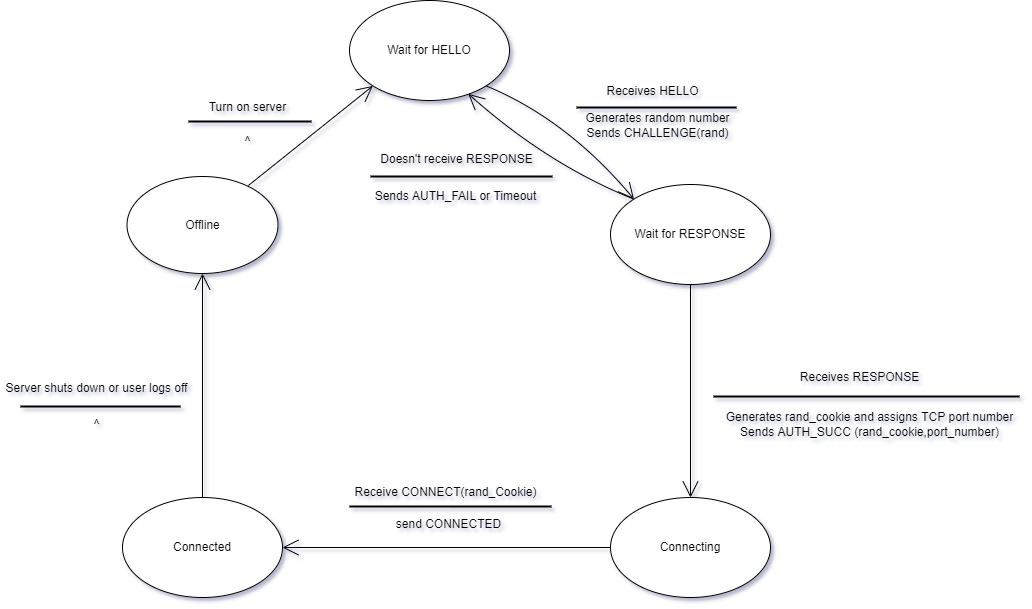 Wait for HELLO
Receives HELLO
Generates random number
Sends CHALLENGE(rand)
Turn on server
^
Doesn't receive RESPONSE
Sends AUTH_FAIL or Timeout
Offline
Wait for RESPONSE
Receives RESPONSE
Generates rand_cookie and assigns TCP port number
Sends AUTH_SUCC (rand_cookie,port_number)
Server shuts down or user logs off
^
Receive CONNECT(rand_Cookie)
send CONNECTED
Connected
Connecting